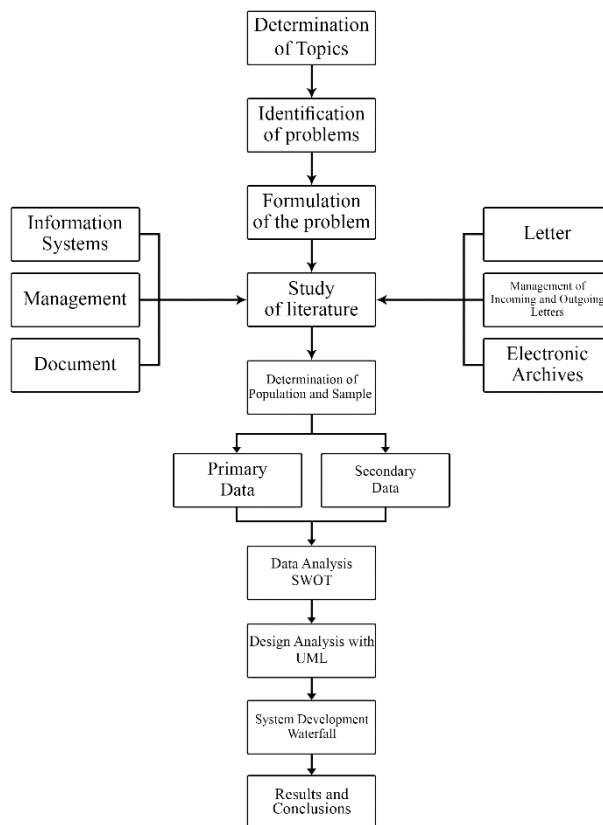 Determination
of Topics
Identification
of problems
Formulation
of the problem
Information
Systems
Management
Document
Study
of literature
Letter
Management of
Incoming and Outgoing
Letters
Electronic
Archives
Determination of
Population and Sample
Primary
Data
Secondary
Data
Data Analysis
SWOT
Design Analysis with
UML
System Development
Waterfall
Results and
Conclusions